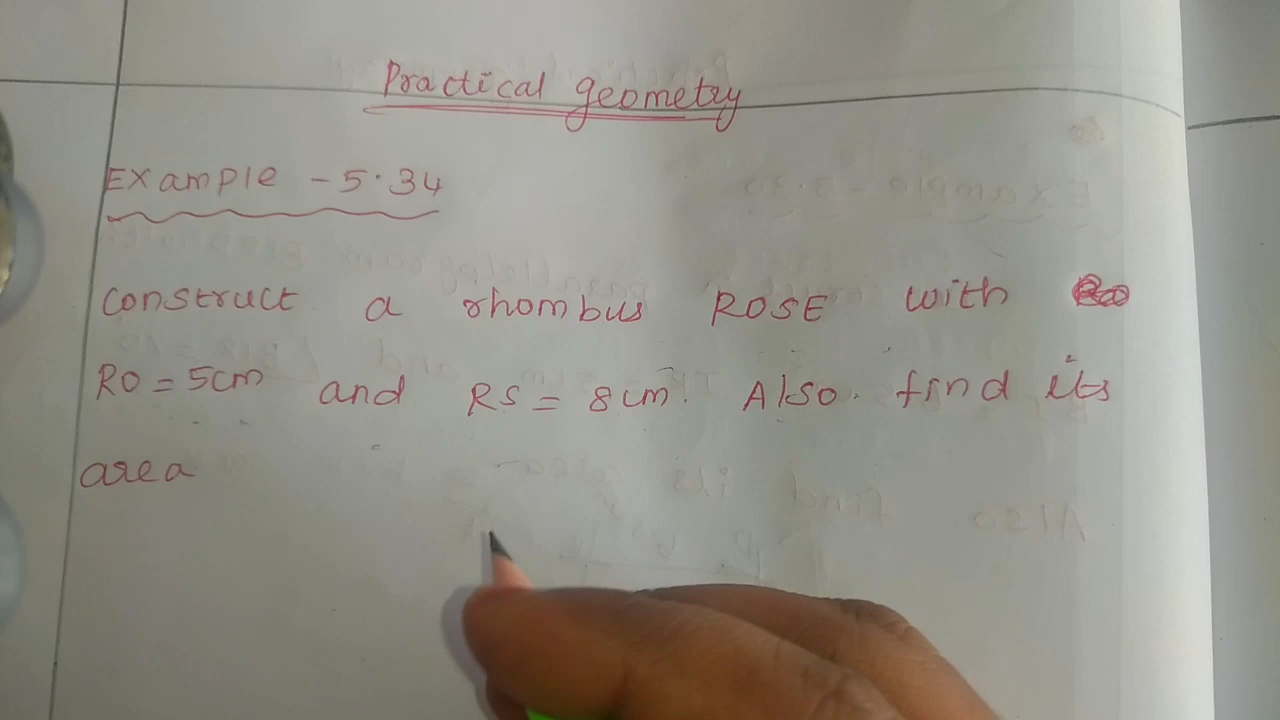 Practical geometry
Example - 5.34
construct a rhombus ROSE with
RO = 5cm and RS = 8cm. Also find its
area